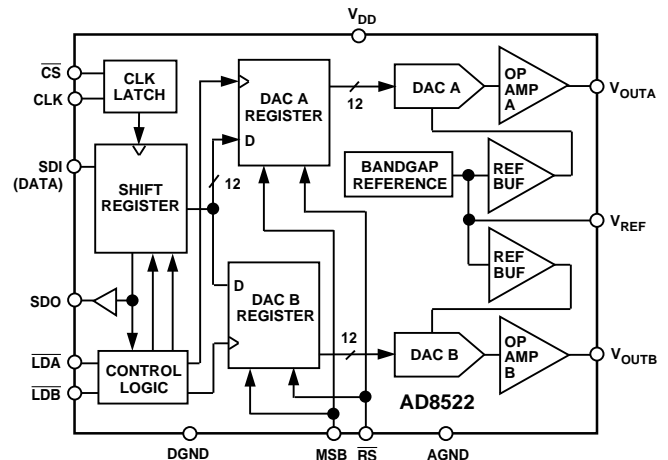 VDD
CS
CLK
CLK
LATCH
SDI
(DATA)
SHIFT
REGISTER
SDO
LDA
LDB
CONTROL
LOGIC
12
DAC A
REGISTER
D
12
DAC A
OP
AMP
A
VOUTA
BANDGAP
REFERENCE
REF
BUF
VREF
REF
BUF
D
DAC B
REGISTER
12
DAC B
OP
AMP
B
VOUTB
AD8522
DGND
MSB
RS
AGND